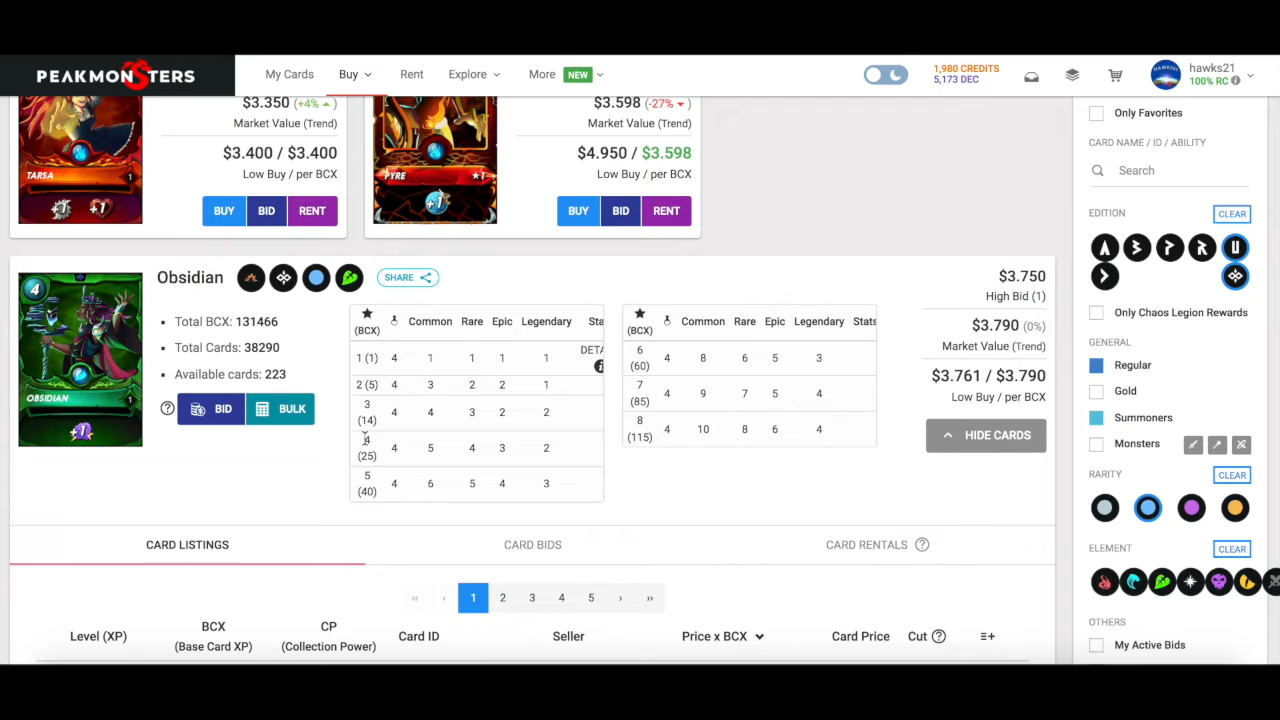 PEAKMONSTERS
My Cards
Buy
Rent
Explore
More NEW
1,980 CREDITS
5,173 DEC
hawks21
100% RC
TARSA 1
+1 +1
$3.350 (+4%)
Market Value (Trend)
$3.400 / $3.400
Low Buy / per BCX
BUY BID RENT
PYRE ★1
+1
$3.598 (-27%)
Market Value (Trend)
$4.950 / $3.598
Low Buy / per BCX
BUY BID RENT
4
OBSIDIAN 1
+1
Obsidian
SHARE
Total BCX: 131466
Total Cards: 38290
Available cards: 223
BID BULK
★ (BCX) Common Rare Epic Legendary Sta
1 (1) 4 1 1 1 1 DETA
2 (5) 4 3 2 2 1
3 (14) 4 4 3 2 2
4 (25) 4 5 4 3 2
5 (40) 4 6 5 4 3
★ (BCX) Common Rare Epic Legendary Stats
6 (60) 4 8 6 5 3
7 (85) 4 9 7 5 4
8 (115) 4 10 8 6 4
$3.750
High Bid (1)
$3.790 (0%)
Market Value (Trend)
$3.761 / $3.790
Low Buy / per BCX
HIDE CARDS
CARD LISTINGS
CARD BIDS
CARD RENTALS ?
‹‹ ‹ 1 2 3 4 5 › ››
Level (XP)
BCX (Base Card XP)
CP (Collection Power)
Card ID
Seller
Price x BCX
Card Price
Cut ?
Only Favorites
CARD NAME / ID / ABILITY
Search
EDITION CLEAR
Only Chaos Legion Rewards
GENERAL
Regular
Gold
Summoners
Monsters
RARITY CLEAR
ELEMENT CLEAR
OTHERS
My Active Bids